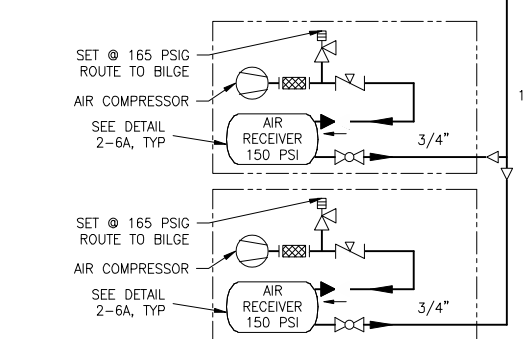 SET @ 165 PSIG
ROUTE TO BILGE
AIR COMPRESSOR
SEE DETAIL
2-6A, TYP
AIR
RECEIVER
150 PSI
3/4"
1
SET @ 165 PSIG
ROUTE TO BILGE
AIR COMPRESSOR
SEE DETAIL
2-6A, TYP
AIR
RECEIVER
150 PSI
3/4"